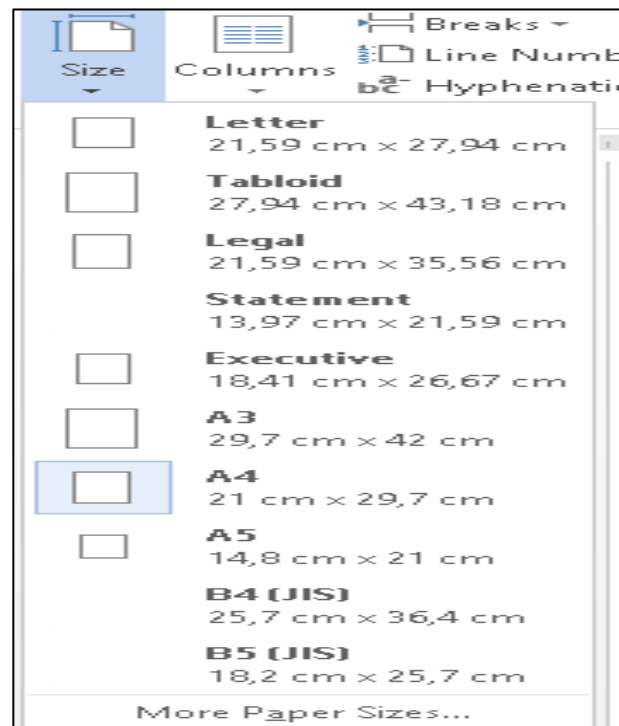 Size
Columns
Breaks
Line Numb
Hyphenati
Letter
21,59 cm × 27,94 cm
Tabloid
27,94 cm × 43,18 cm
Legal
21,59 cm × 35,56 cm
Statement
13,97 cm × 21,59 cm
Executive
18,41 cm × 26,67 cm
A3
29,7 cm × 42 cm
A4
21 cm × 29,7 cm
A5
14,8 cm × 21 cm
B4 (JIS)
25,7 cm × 36,4 cm
B5 (JIS)
18,2 cm × 25,7 cm
More Paper Sizes...